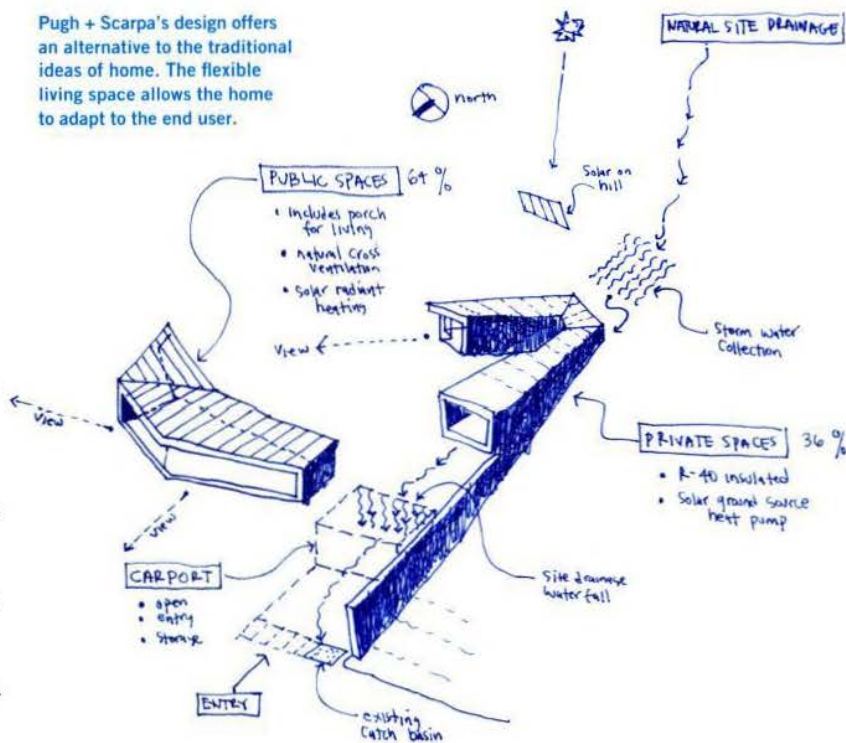 Pugh + Scarpa's design offers
an alternative to the traditional
ideas of home. The flexible
living space allows the home
to adapt to the end user.
NATURAL SITE DRAINAGE
north
Solar on
hill
PUBLIC SPACES 64 %
• includes porch
for living
• natural cross
ventilation
• solar radiant
heating
Storm water
Collection
view
view
view
PRIVATE SPACES 36 %
• R-40 insulated
• Solar ground source
heat pump
CARPORT
• open
• entry
• storage
Site drainage
waterfall
ENTRY
existing
Catch basin